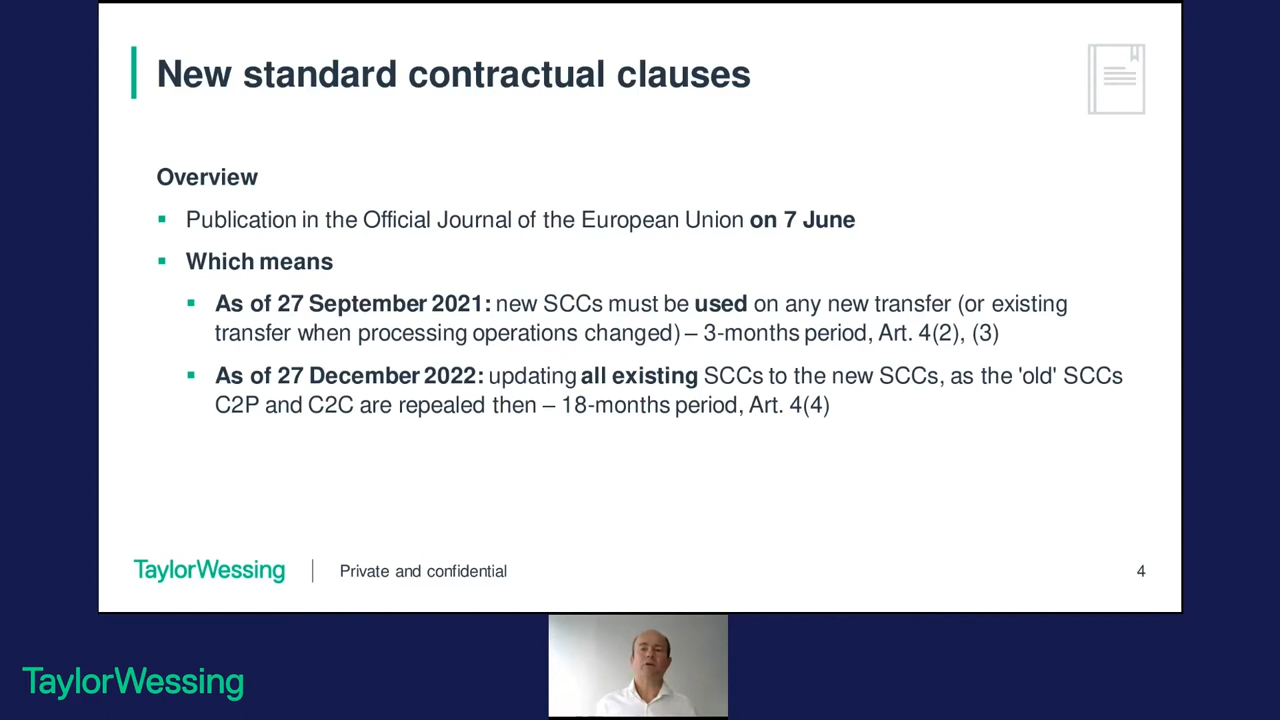 New standard contractual clauses
Overview
Publication in the Official Journal of the European Union on 7 June
Which means
As of 27 September 2021: new SCCs must be used on any new transfer (or existing
transfer when processing operations changed) – 3-months period, Art. 4(2), (3)
As of 27 December 2022: updating all existing SCCs to the new SCCs, as the 'old' SCCs
C2P and C2C are repealed then – 18-months period, Art. 4(4)
TaylorWessing
Private and confidential
4
TaylorWessing